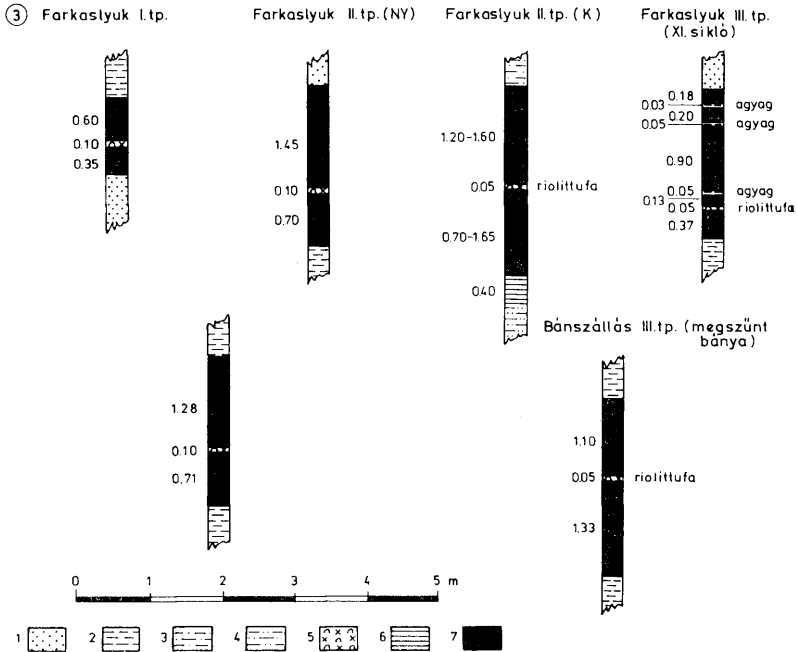 3 Farkaslyuk I.tp.
0.60
0.10
0.35
Farkaslyuk II.tp.(NY)
1.45
0.10
0.70
Farkaslyuk II.tp.(K)
1.20-1.60
0.05 riolittufa
0.70-1.65
0.40
Farkaslyuk III.tp.
(XI.sikló)
0.18
0.03 agyag
0.20
0.05 agyag
0.90
0.05 agyag
0.13
0.05 riolittufa
0.37
1.28
0.10
0.71
Bánszállás III.tp. (megszűnt
bánya)
1.10
0.05 riolittufa
1.33
0 1 2 3 4 5 m
1 2 3 4 5 6 7